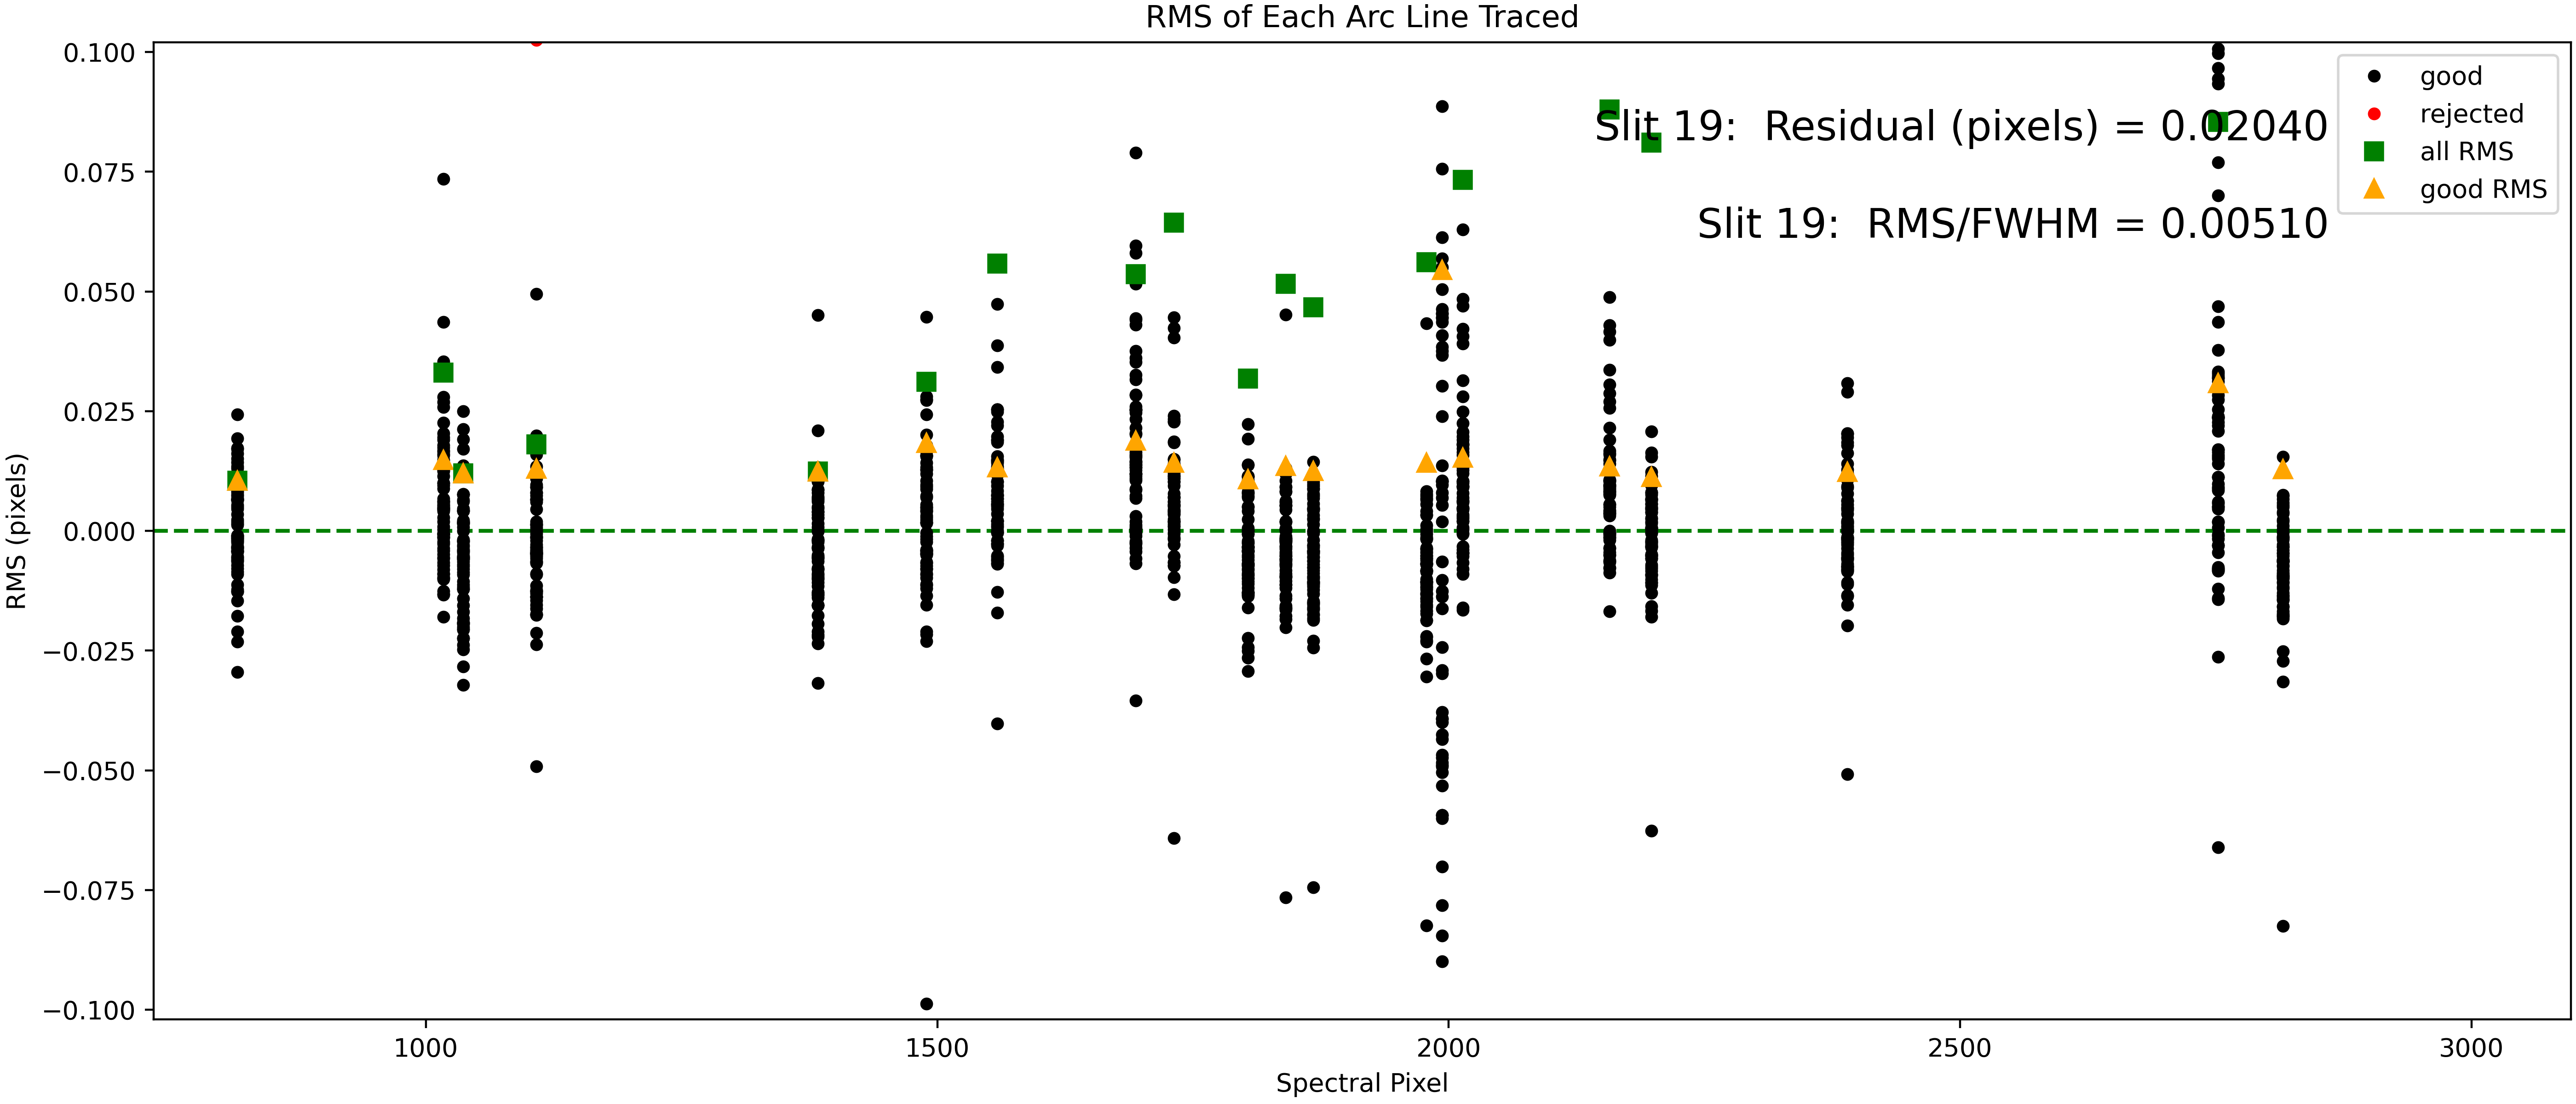 RMS of Each Arc Line Traced
0.100
0.075
0.050
0.025
0.000
−0.025
−0.050
−0.075
−0.100
RMS (pixels)
good
rejected
all RMS
good RMS
Slit 19:  Residual (pixels) = 0.02040
Slit 19:  RMS/FWHM = 0.00510
1000
1500
2000
2500
3000
Spectral Pixel